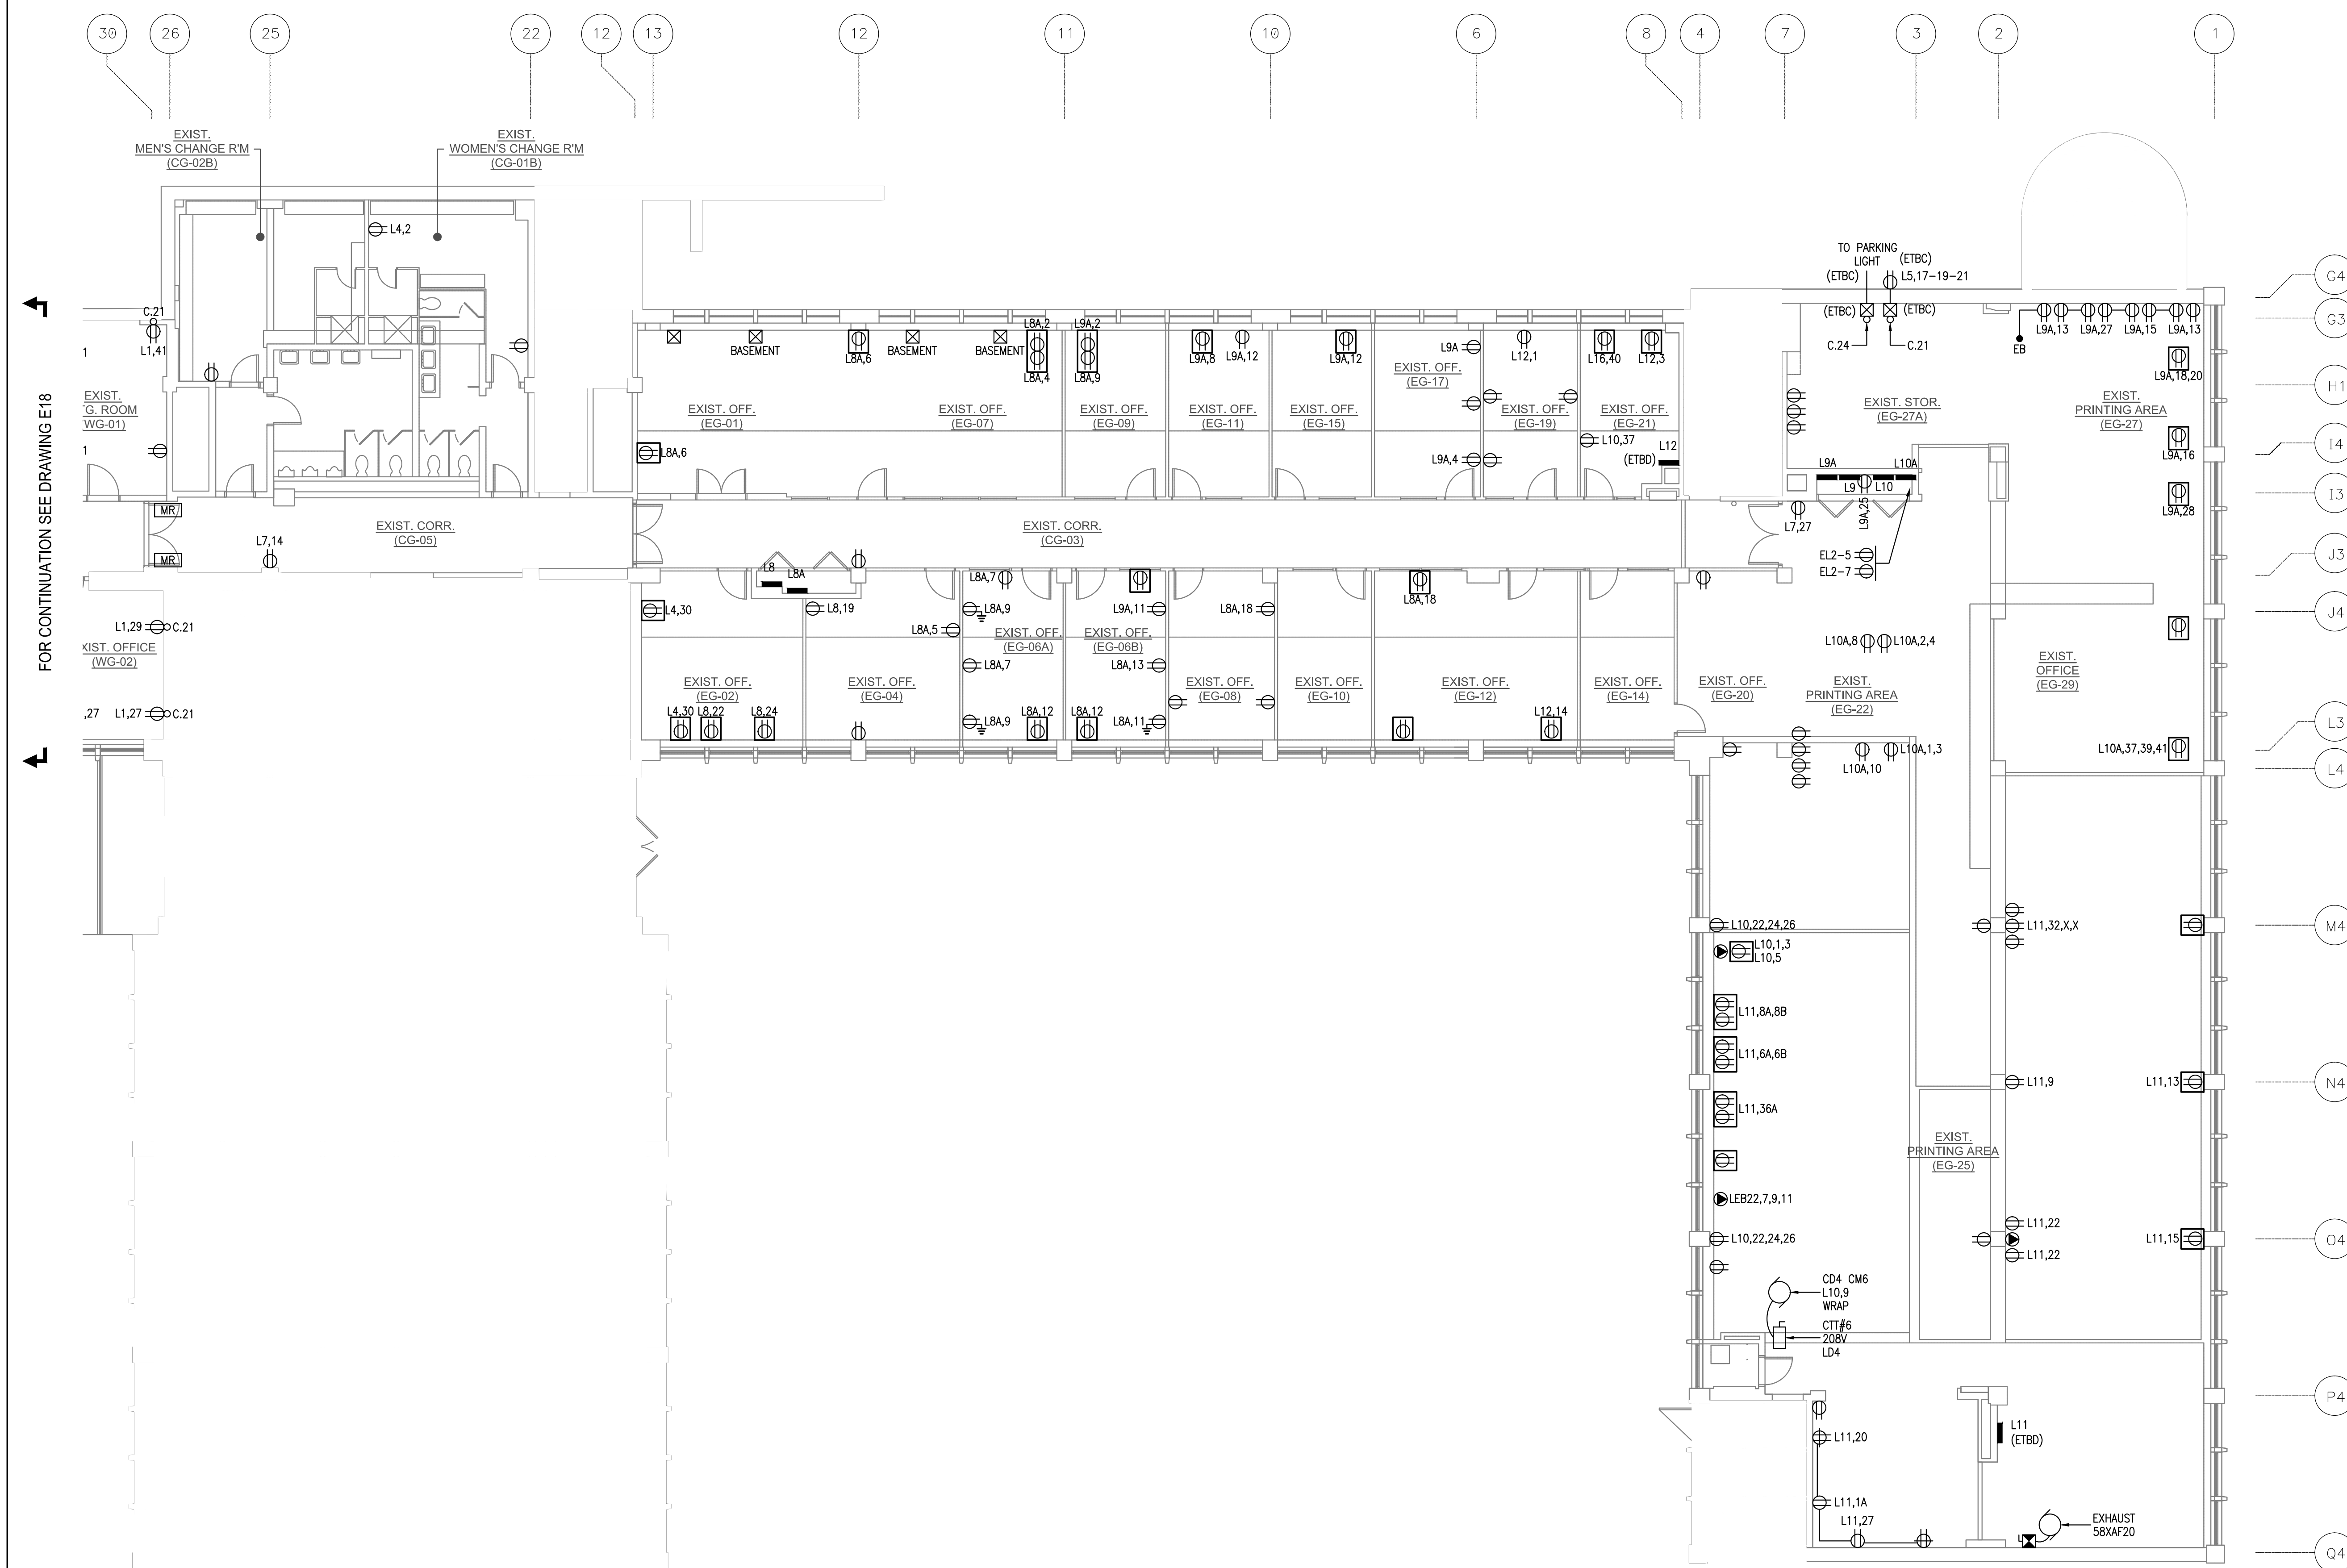 30 26 25 22 12 13 12 11 10 6 8 4 7 3 2 1
EXIST.
MEN'S CHANGE R'M
(CG-02B)
EXIST.
WOMEN'S CHANGE R'M
(CG-01B)
L4,2
TO PARKING
LIGHT
(ETBC)
(ETBC)
L5,17-19-21
(ETBC)
(ETBC)
C.24
C.21
EB
L9A,13
L9A,27
L9A,15
L9A,13
L9A,18,20
G4
G3
H1
I4
I3
J3
J4
L3
L4
M4
N4
O4
P4
Q4
FOR CONTINUATION SEE DRAWING E18
C.21
L1,41
1
EXIST.
TG. ROOM
WG-01)
1
BASEMENT
L8A,6
BASEMENT
BASEMENT
L8A,2
L8A,4
L9A,2
L8A,9
L9A,8
L9A,12
L9A,12
L9A
EXIST. OFF.
(EG-17)
L12,1
L16,40
L12,3
EXIST. OFF.
(EG-01)
EXIST. OFF.
(EG-07)
EXIST. OFF.
(EG-09)
EXIST. OFF.
(EG-11)
EXIST. OFF.
(EG-15)
EXIST. OFF.
(EG-19)
EXIST. OFF.
(EG-21)
EXIST. STOR.
(EG-27A)
EXIST.
PRINTING AREA
(EG-27)
L8A,6
L9A,4
L10,37
L12
(ETBD)
L9A
L10A
L9
L10
L9A,25
L9A,16
L9A,28
MR
MR
EXIST. CORR.
(CG-05)
L7,14
EXIST. CORR.
(CG-03)
L7,27
EL2-5
EL2-7
L8
L8A
L8A,7
L8A,18
L4,30
L8,19
L8A,9
L9A,11
L8A,18
L8A,5
EXIST. OFF.
(EG-06A)
EXIST. OFF.
(EG-06B)
L8A,7
L8A,13
L1,29
C.21
XIST. OFFICE
(WG-02)
,27
L1,27
C.21
EXIST. OFF.
(EG-02)
EXIST. OFF.
(EG-04)
EXIST. OFF.
(EG-08)
EXIST. OFF.
(EG-10)
EXIST. OFF.
(EG-12)
EXIST. OFF.
(EG-14)
EXIST. OFF.
(EG-20)
L10A,8
L10A,2,4
EXIST.
PRINTING AREA
(EG-22)
EXIST.
OFFICE
(EG-29)
L4,30
L8,22
L8,24
L8A,9
L8A,12
L8A,12
L8A,11
L12,14
L10A,10
L10A,1,3
L10A,37,39,41
L10,22,24,26
L10,1,3
L10,5
L11,32,X,X
L11,8A,8B
L11,6A,6B
L11,36A
L11,9
L11,13
EXIST.
PRINTING AREA
(EG-25)
LEB22,7,9,11
L10,22,24,26
L11,22
L11,22
L11,15
CD4 CM6
L10,9
WRAP
CTT#6
208V
LD4
L11
(ETBD)
L11,20
L11,1A
L11,27
EXHAUST
58XAF20